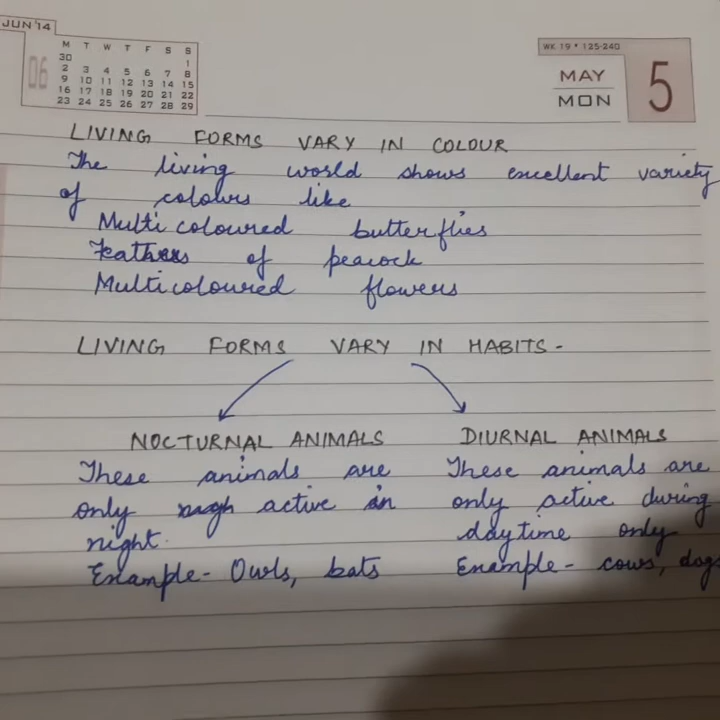 JUN '14
M T W T F S S
30 1
2 3 4 5 6 7 8
9 10 11 12 13 14 15
16 17 18 19 20 21 22
23 24 25 26 27 28 29
06
WK 19 • 125-240
MAY
MON
5
LIVING FORMS VARY IN COLOUR
The living world shows excellent variety
of colours like
Multi coloured butterflies
Feathers of peacock
Multicoloured flowers
LIVING FORMS VARY IN HABITS -
NOCTURNAL ANIMALS
These animals are
only active in
night.
Example - Owls, bats
DIURNAL ANIMALS
These animals are
only active during
daytime only
Example - cows, dogs